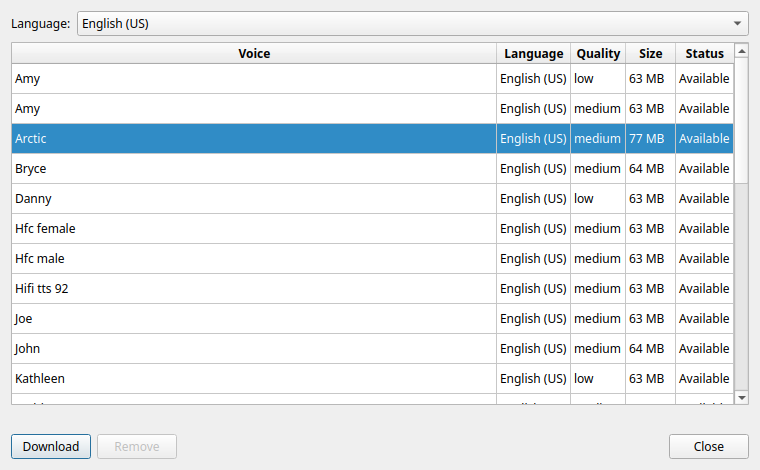 Language: English (US)
Voice Language Quality Size Status
Amy English (US) low 63 MB Available
Amy English (US) medium 63 MB Available
Arctic English (US) medium 77 MB Available
Bryce English (US) medium 64 MB Available
Danny English (US) low 63 MB Available
Hfc female English (US) medium 63 MB Available
Hfc male English (US) medium 63 MB Available
Hifi tts 92 English (US) medium 63 MB Available
Joe English (US) medium 63 MB Available
John English (US) medium 64 MB Available
Kathleen English (US) low 63 MB Available
Download Remove Close